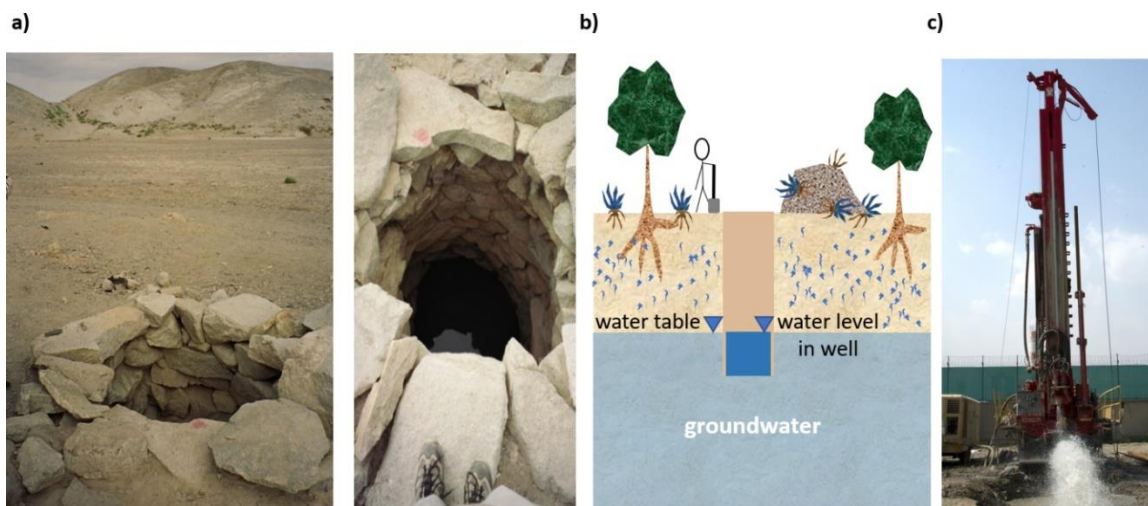 a)
b)
c)
water table
water level
in well
groundwater